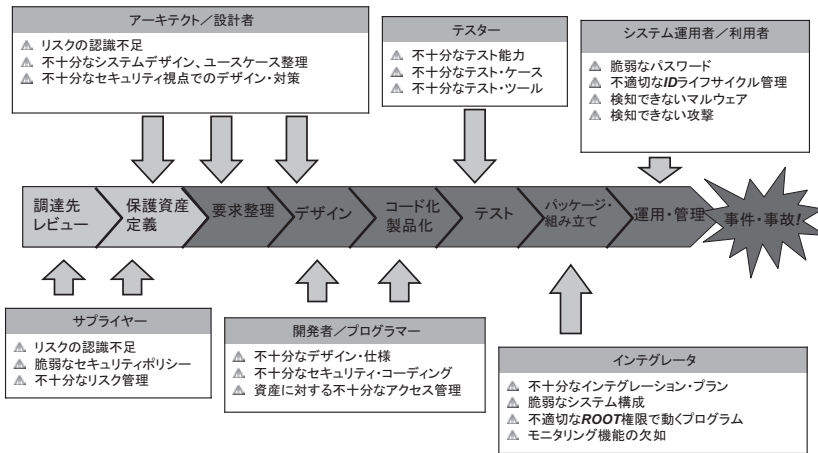 アーキテクト／設計者
リスクの認識不足
不十分なシステムデザイン、ユースケース整理
不十分なセキュリティ視点でのデザイン・対策
テスター
不十分なテスト能力
不十分なテスト・ケース
不十分なテスト・ツール
システム運用者／利用者
脆弱なパスワード
不適切なIDライフサイクル管理
検知できないマルウェア
検知できない攻撃
調達先
レビュー
保護資産
定義
要求整理
デザイン
コード化
製品化
テスト
パッケージ・
組み立て
運用・管理
事件・事故!
サプライヤー
リスクの認識不足
脆弱なセキュリティポリシー
不十分なリスク管理
開発者／プログラマー
不十分なデザイン・仕様
不十分なセキュリティ・コーディング
資産に対する不十分なアクセス管理
インテグレータ
不十分なインテグレーション・プラン
脆弱なシステム構成
不適切なROOT権限で動くプログラム
モニタリング機能の欠如